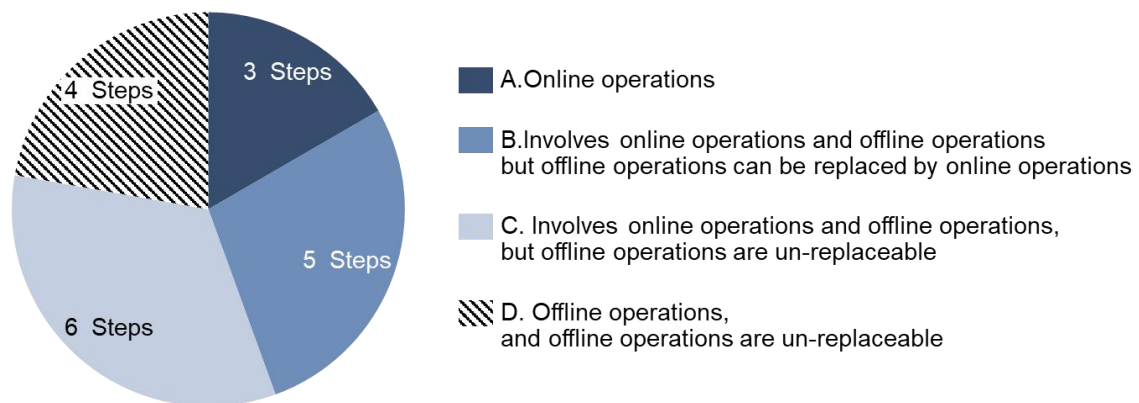 3 Steps
4 Steps
5 Steps
6 Steps
A.Online operations
B.Involves online operations and offline operations
but offline operations can be replaced by online operations
C. Involves online operations and offline operations,
but offline operations are un-replaceable
D. Offline operations,
and offline operations are un-replaceable